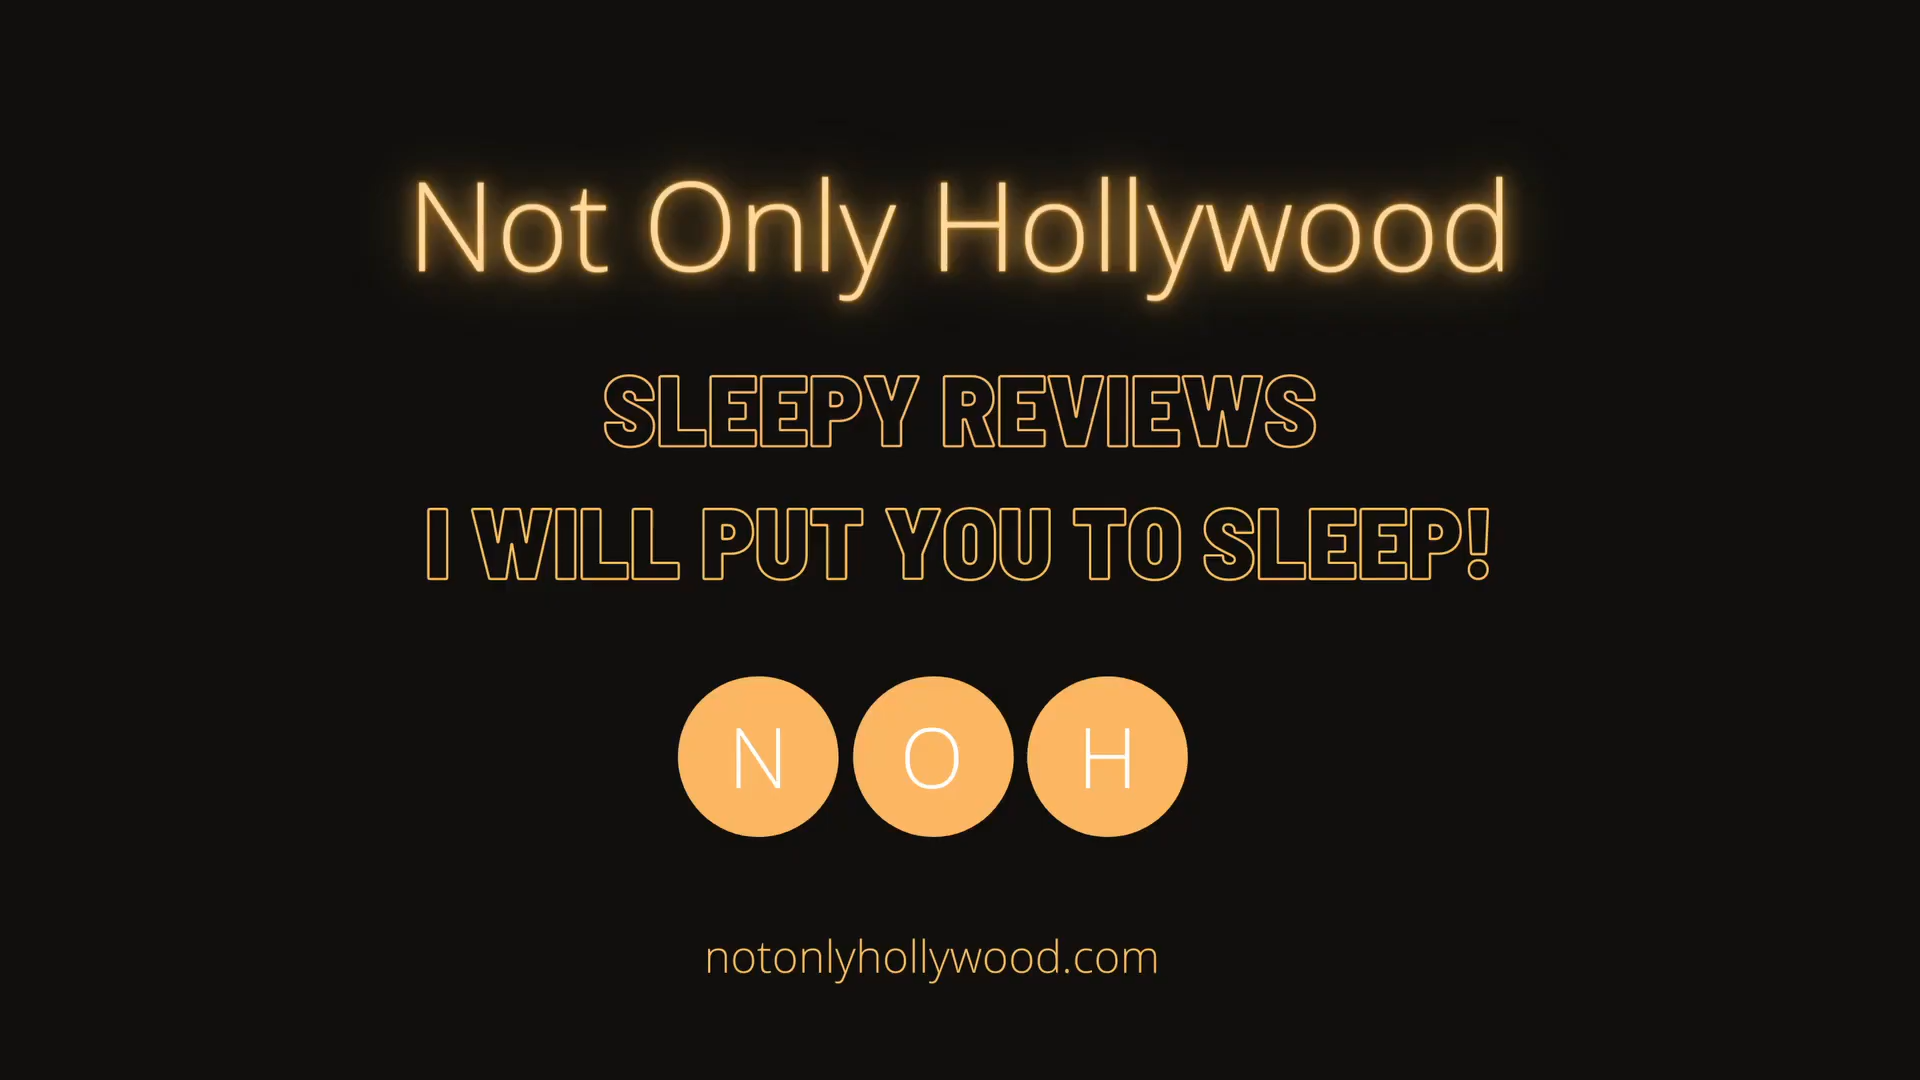 Not Only Hollywood
SLEEPY REVIEWS
I WILL PUT YOU TO SLEEP!
N O H
notonlyhollywood.com